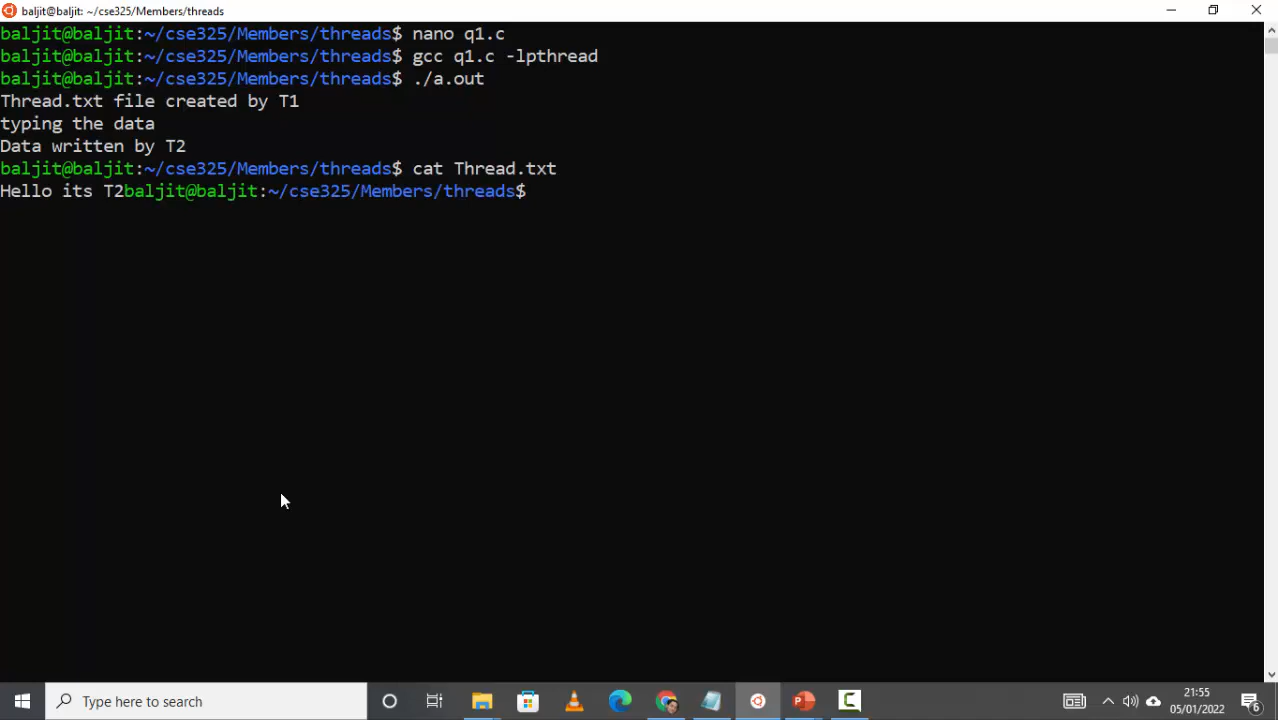 baljit@baljit: ~/cse325/Members/threads
baljit@baljit:~/cse325/Members/threads$ nano q1.c
baljit@baljit:~/cse325/Members/threads$ gcc q1.c -lpthread
baljit@baljit:~/cse325/Members/threads$ ./a.out
Thread.txt file created by T1
typing the data
Data written by T2
baljit@baljit:~/cse325/Members/threads$ cat Thread.txt
Hello its T2baljit@baljit:~/cse325/Members/threads$
Type here to search
21:55
05/01/2022
6